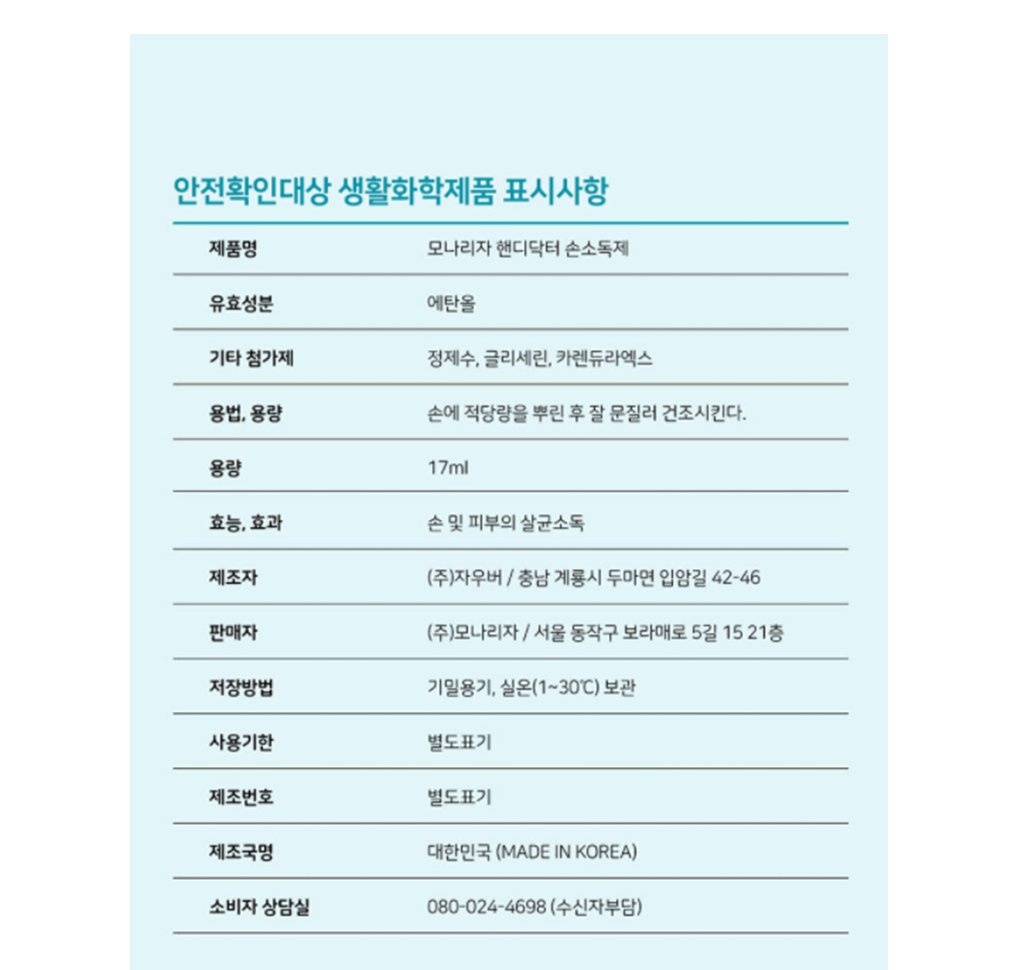 안전확인대상 생활화학제품 표시사항
제품명 모나리자 핸디닥터 손소독제
유효성분 에탄올
기타 첨가제 정제수, 글리세린, 카렌듀라엑스
용법, 용량 손에 적당량을 뿌린 후 잘 문질러 건조시킨다.
용량 17ml
효능, 효과 손 및 피부의 살균소독
제조자 (주)자우버 / 충남 계룡시 두마면 입암길 42-46
판매자 (주)모나리자 / 서울 동작구 보라매로 5길 15 21층
저장방법 기밀용기, 실온(1~30℃) 보관
사용기한 별도표기
제조번호 별도표기
제조국명 대한민국 (MADE IN KOREA)
소비자 상담실 080-024-4698 (수신자부담)